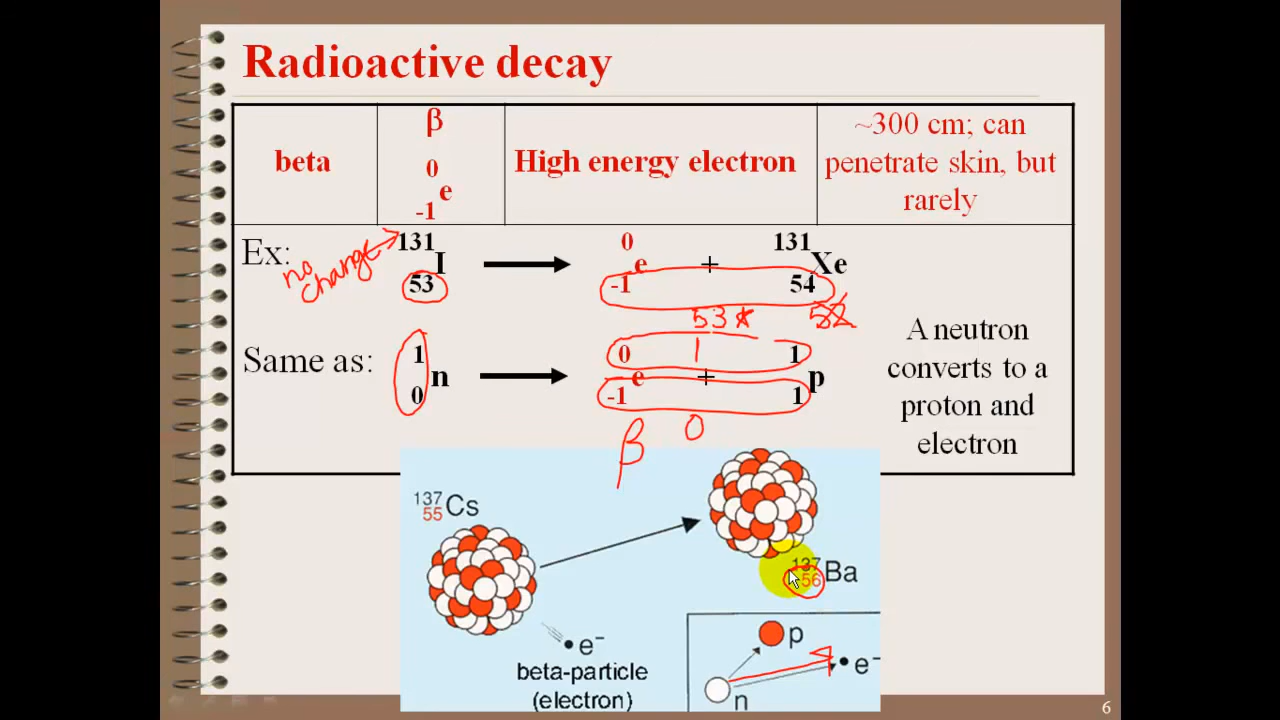 Radioactive decay
beta
β
0
-1 e
High energy electron
~300 cm; can
penetrate skin, but
rarely
Ex:
no
change
131
53 I
0
-1 e
+
131
54 Xe
53
52
Same as:
1
0 n
0
-1 e
+
1
1 p
1
0
β
A neutron
converts to a
proton and
electron
137
55 Cs
137
56 Ba
e−
beta-particle
(electron)
p
e−
n
6